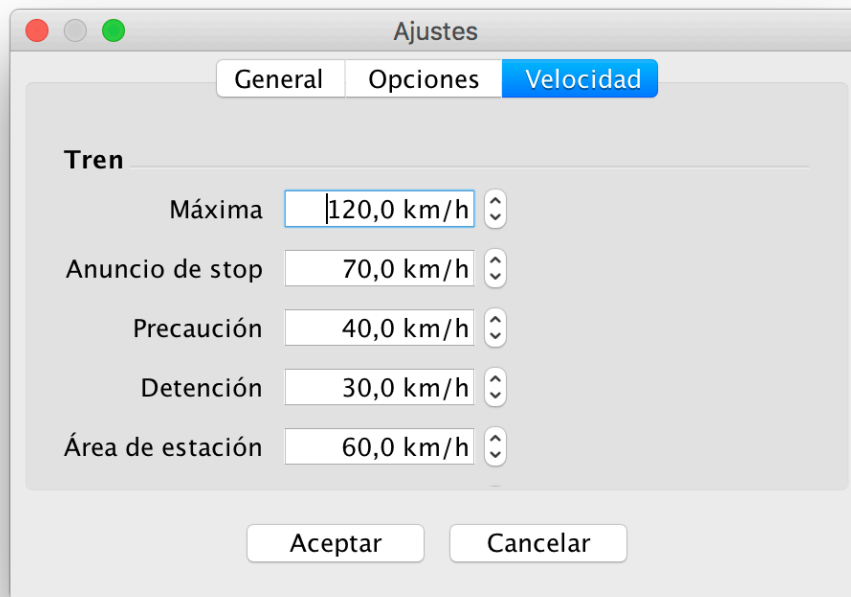 Ajustes
General Opciones Velocidad
Tren
Máxima 120,0 km/h
Anuncio de stop 70,0 km/h
Precaución 40,0 km/h
Detención 30,0 km/h
Área de estación 60,0 km/h
Aceptar Cancelar